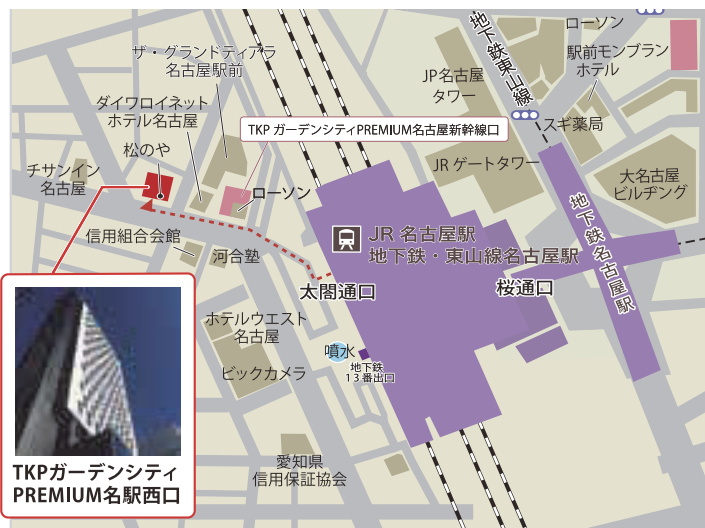 ローソン
駅前モンブラン
ホテル
地下鉄東山線
ザ・グランドティアラ
名古屋駅前
JP名古屋
タワー
ダイワロイネット
ホテル名古屋
TKP ガーデンシティPREMIUM名古屋新幹線口
スギ薬局
松のや
JR ゲートタワー
チサンイン
名古屋
大名古屋
ビルヂング
ローソン
信用組合会館
河合塾
JR 名古屋駅
地下鉄・東山線名古屋駅
地下鉄名古屋駅
太閤通口
桜通口
ホテルウエスト
名古屋
噴水
地下鉄
13番出口
ビックカメラ
愛知県
信用保証協会
TKPガーデンシティ
PREMIUM名駅西口